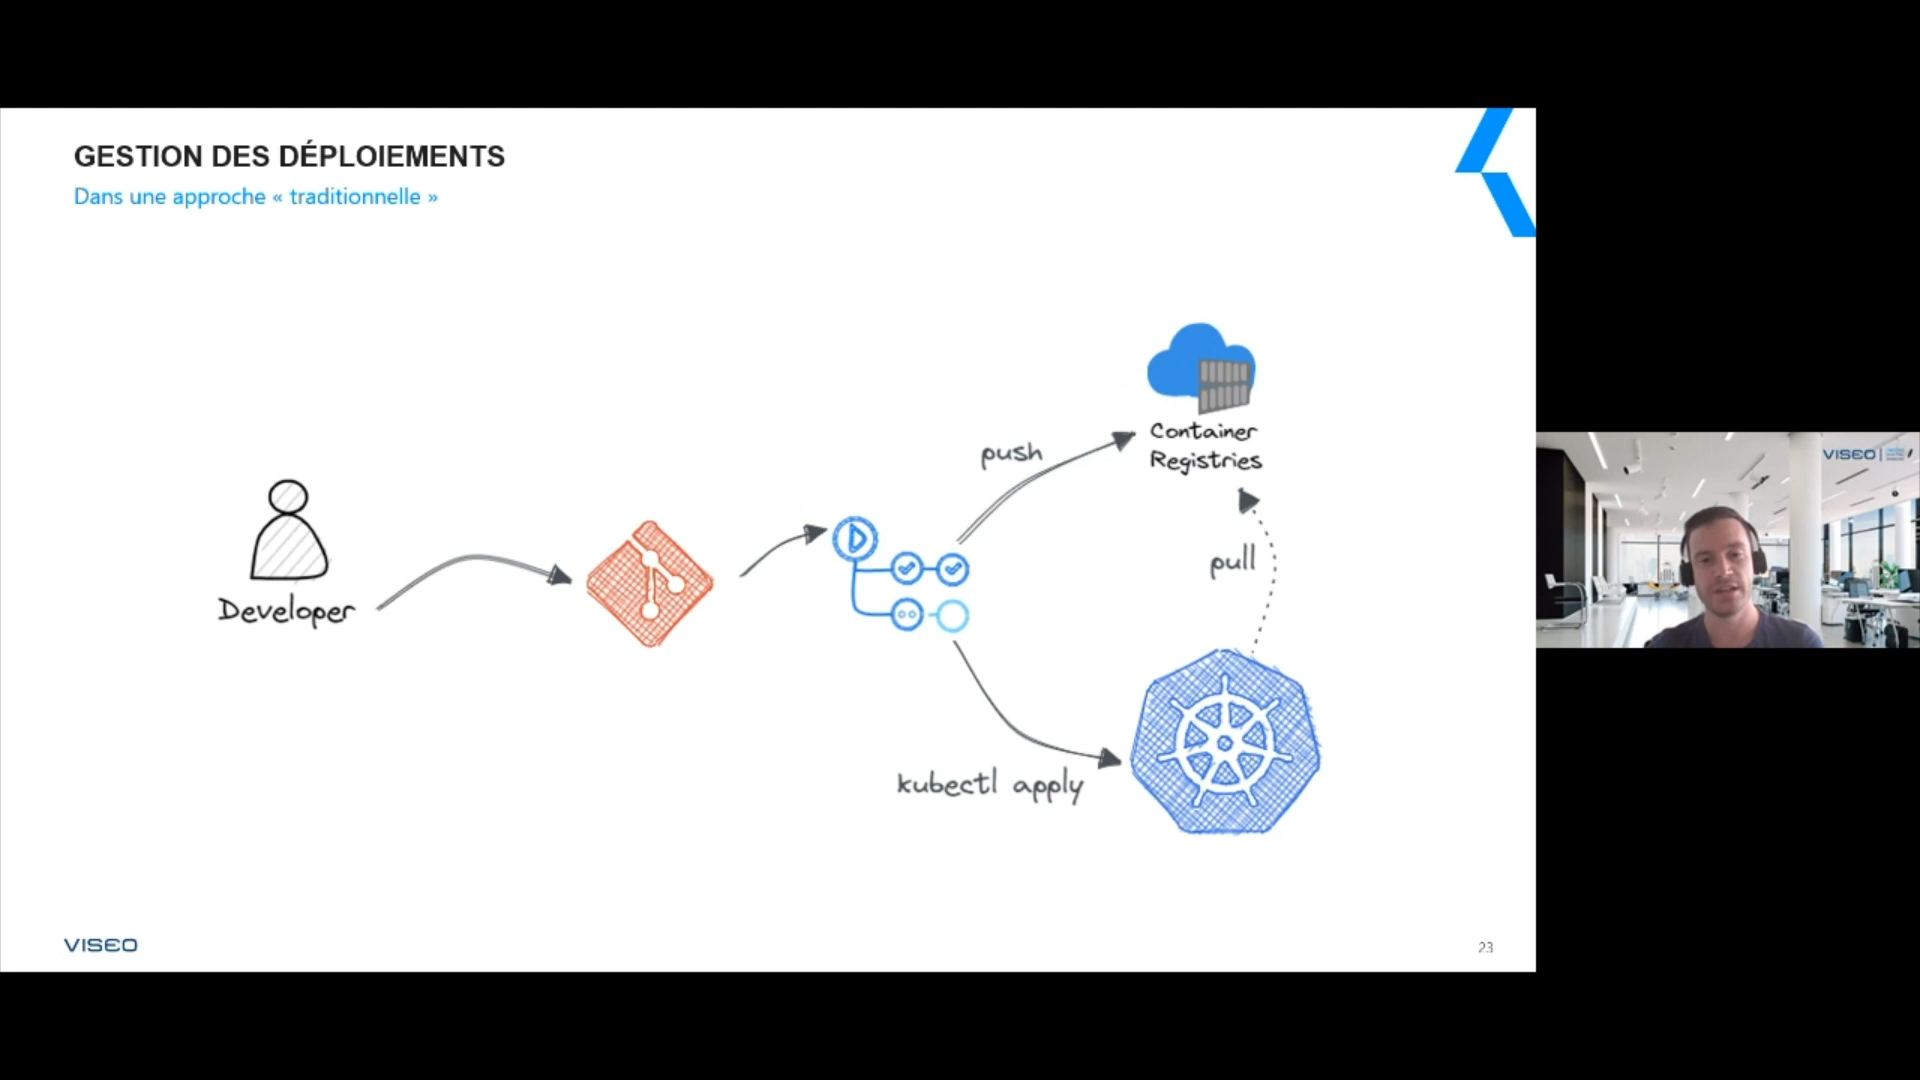 GESTION DES DÉPLOIEMENTS
Dans une approche « traditionnelle »
Container
Registries
push
pull
Developer
kubectl apply
VISEO
23
VISEO